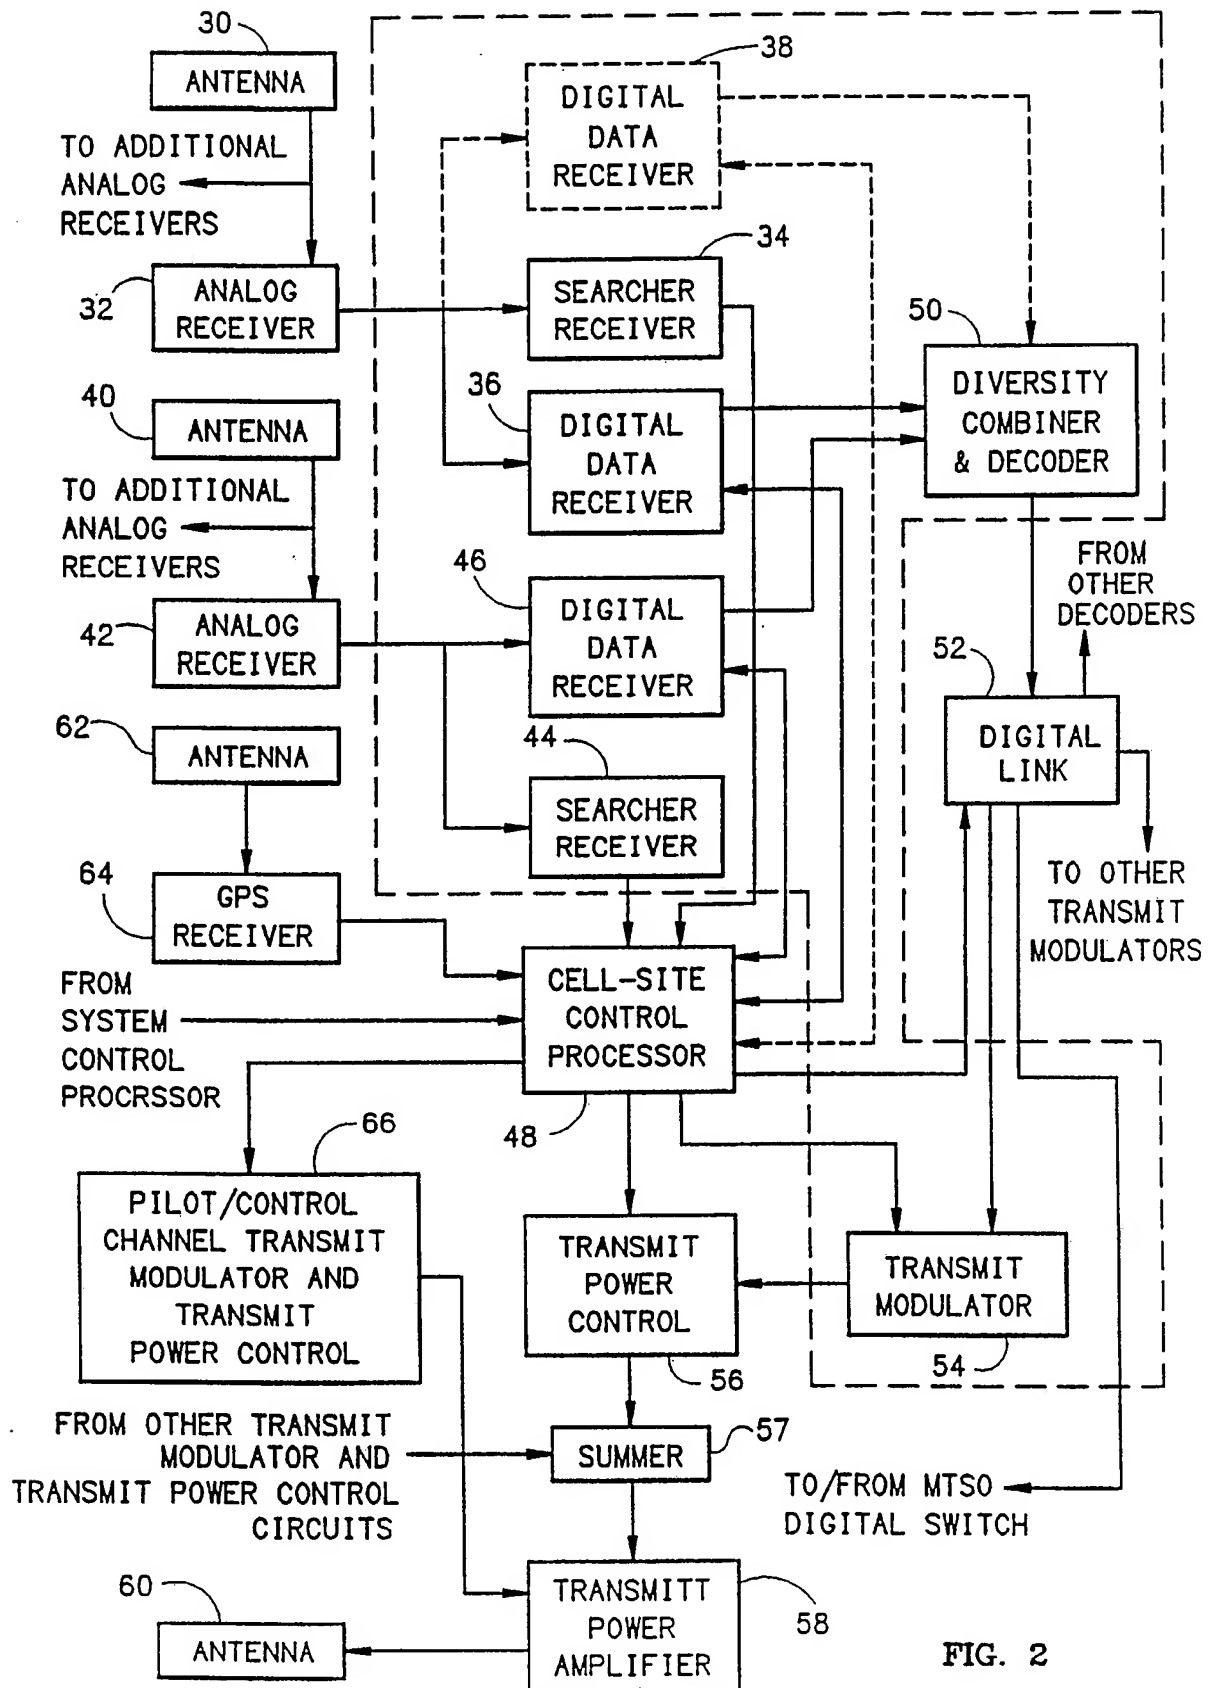 30
ANTENNA
TO ADDITIONAL
ANALOG
RECEIVERS
32
ANALOG
RECEIVER
40
ANTENNA
TO ADDITIONAL
ANALOG
RECEIVERS
42
ANALOG
RECEIVER
62
ANTENNA
64
GPS
RECEIVER
FROM
SYSTEM
CONTROL
PROCRSSOR
38
DIGITAL
DATA
RECEIVER
34
SEARCHER
RECEIVER
36
DIGITAL
DATA
RECEIVER
46
DIGITAL
DATA
RECEIVER
44
SEARCHER
RECEIVER
50
DIVERSITY
COMBINER
& DECODER
FROM
OTHER
DECODERS
52
DIGITAL
LINK
TO OTHER
TRANSMIT
MODULATORS
CELL-SITE
CONTROL
PROCESSOR
48
66
PILOT/CONTROL
CHANNEL TRANSMIT
MODULATOR AND
TRANSMIT
POWER CONTROL
TRANSMIT
POWER
CONTROL
56
TRANSMIT
MODULATOR
54
FROM OTHER TRANSMIT
MODULATOR AND
TRANSMIT POWER CONTROL
CIRCUITS
SUMMER
57
TO/FROM MTSO
DIGITAL SWITCH
60
ANTENNA
TRANSMITT
POWER
AMPLIFIER
58
FIG. 2